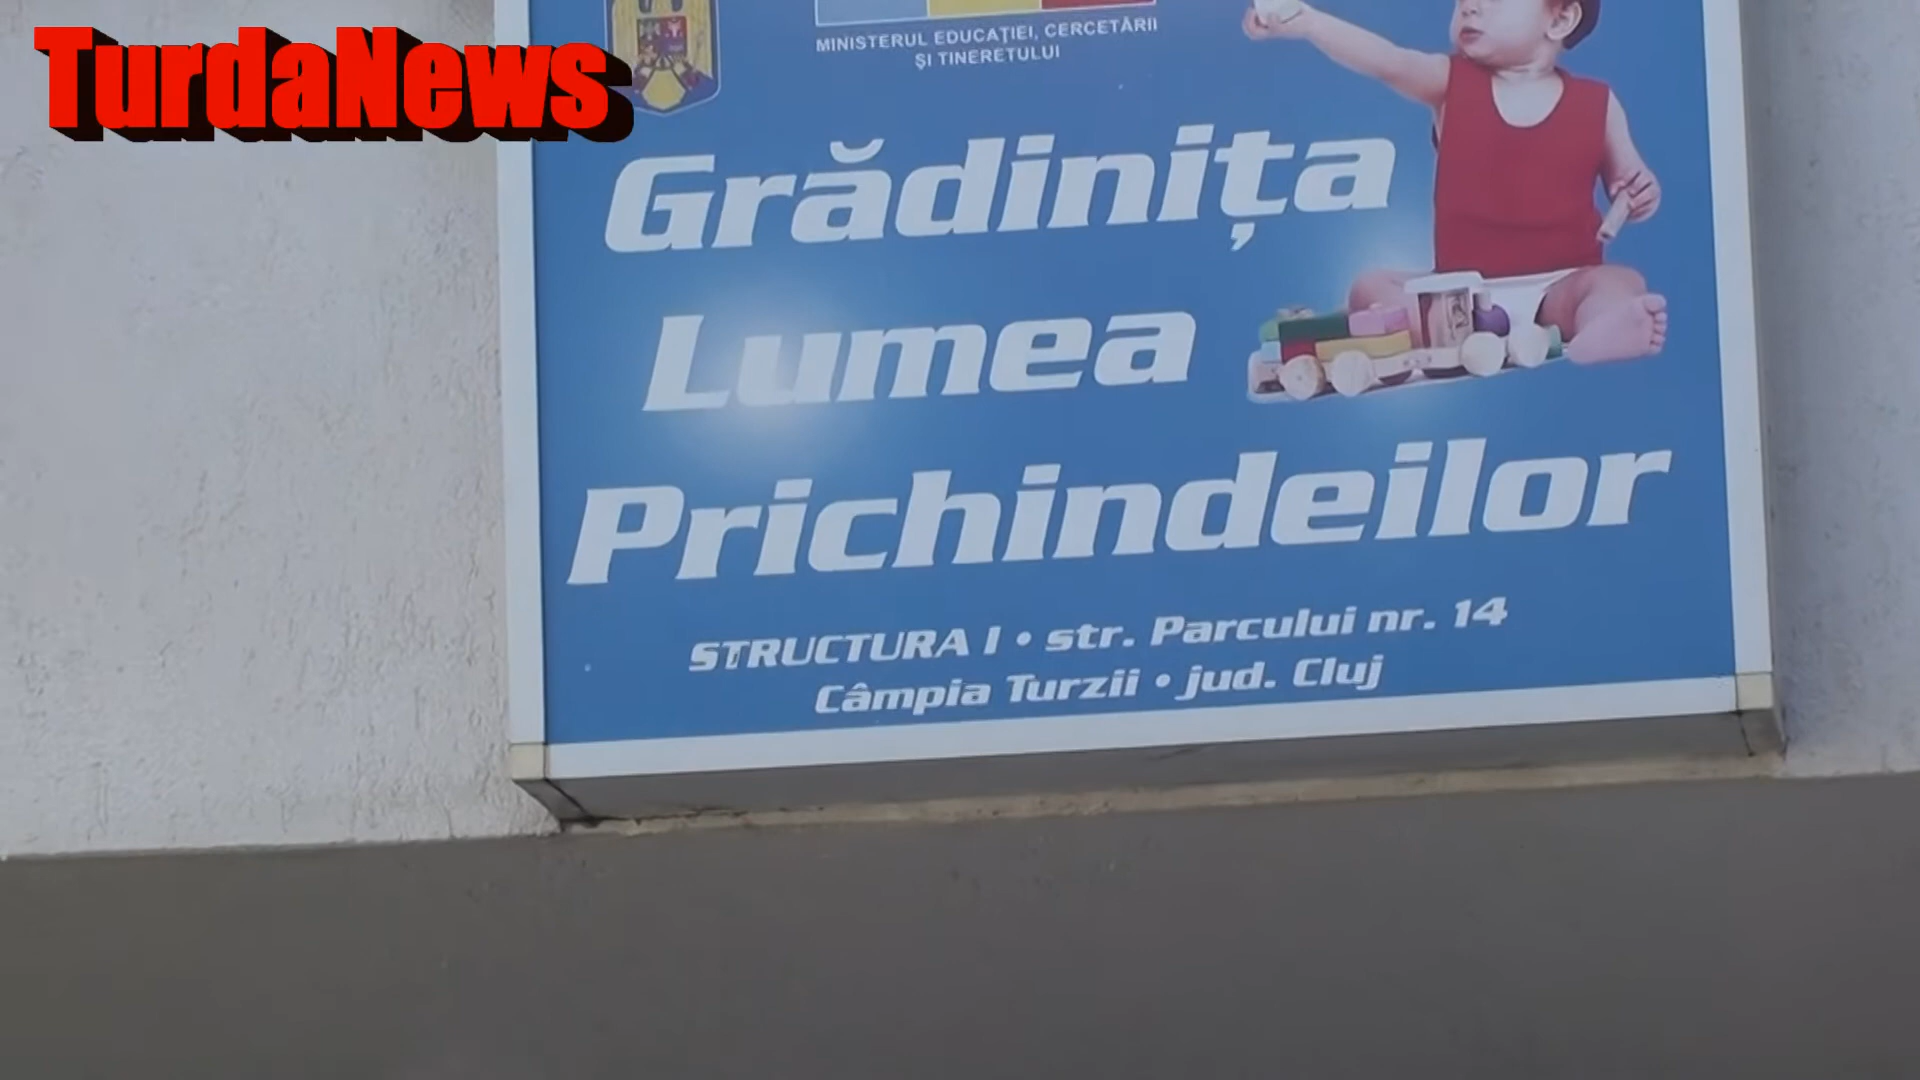 TurdaNews
MINISTERUL EDUCAȚIEI, CERCETĂRII
ȘI TINERETULUI
Grădinița
Lumea
Prichindeilor
STRUCTURA I • str. Parcului nr. 14
Câmpia Turzii • jud. Cluj